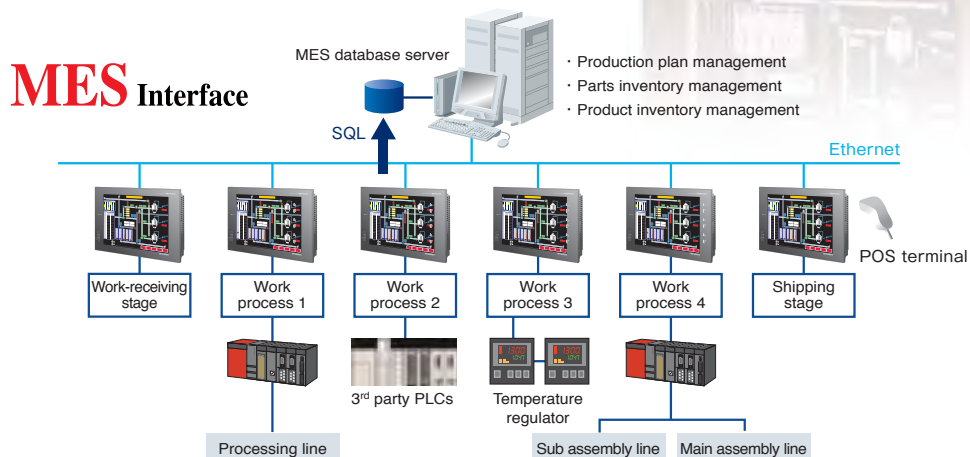 MES Interface
MES database server
· Production plan management
· Parts inventory management
· Product inventory management
SQL
Ethernet
POS terminal
Work-receiving
stage
Work
process 1
Work
process 2
Work
process 3
Work
process 4
Shipping
stage
3rd party PLCs
Temperature
regulator
Processing line
Sub assembly line
Main assembly line